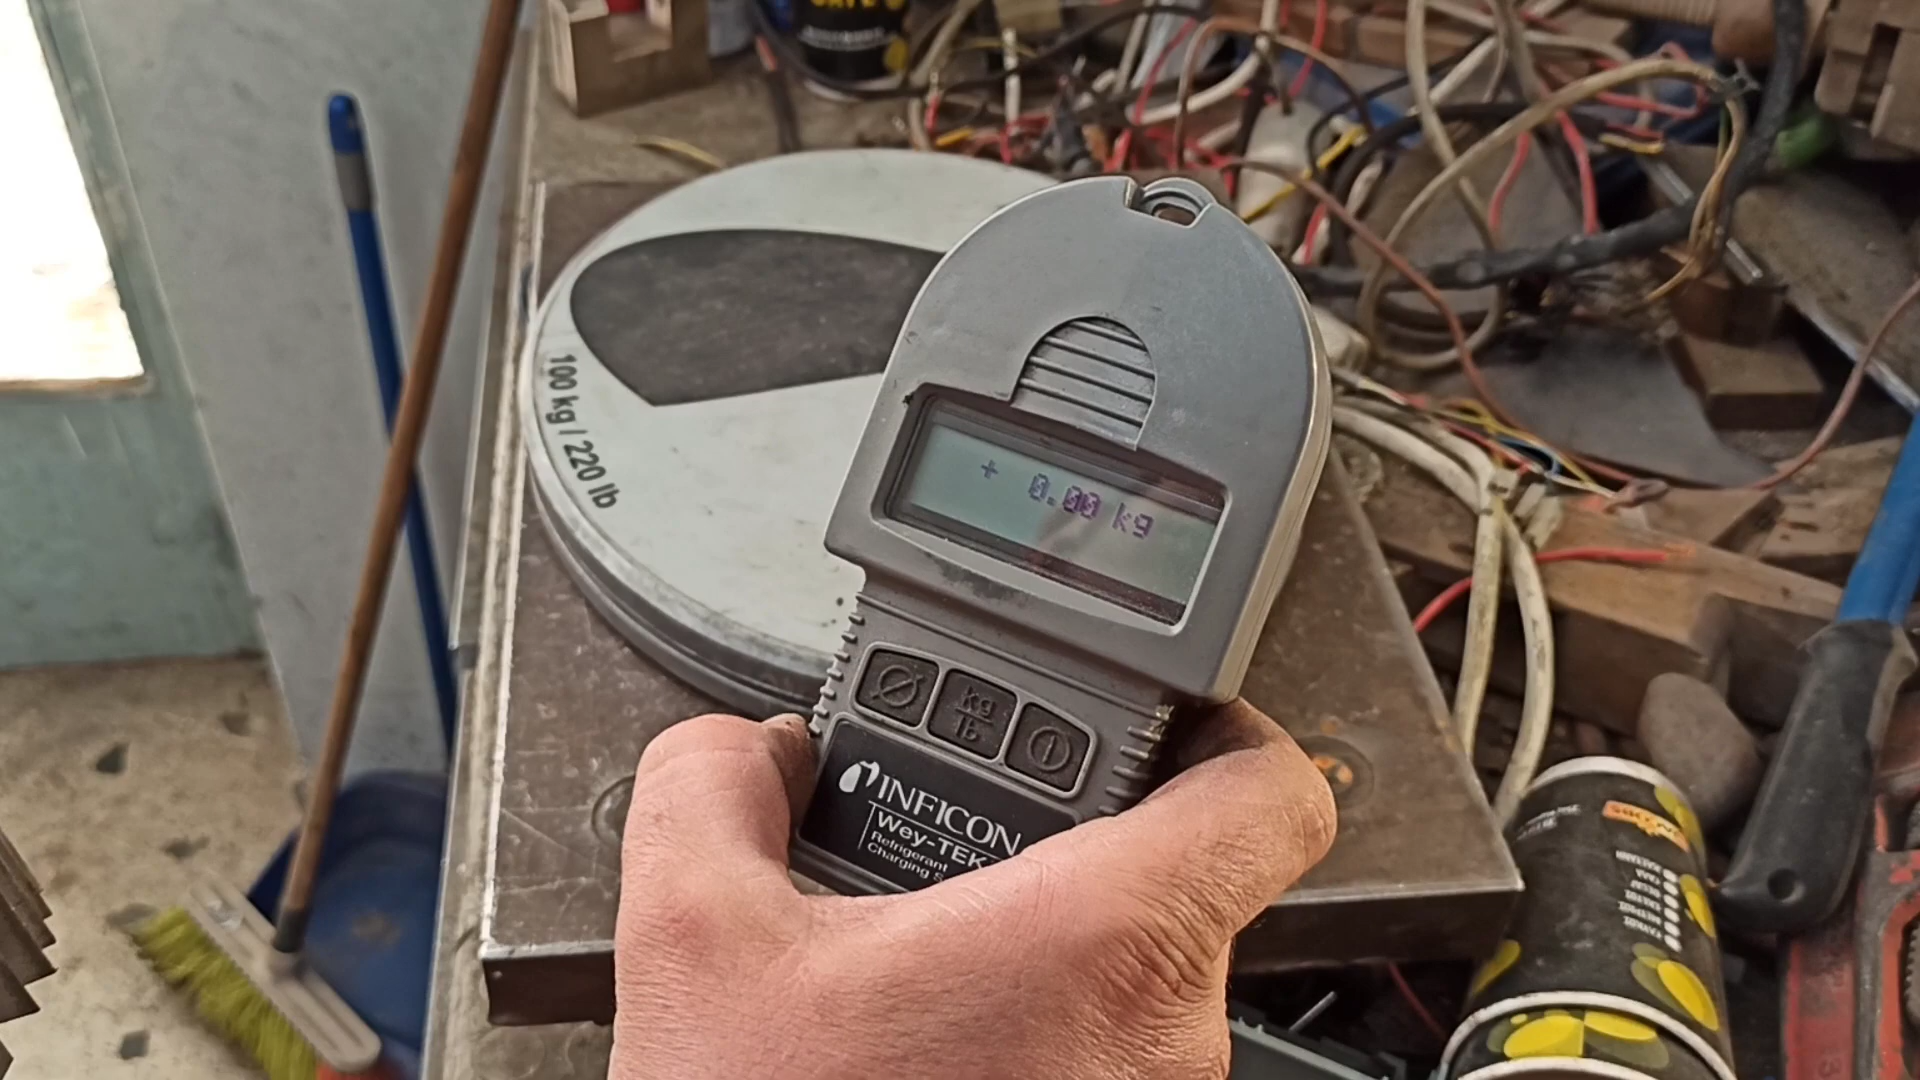 100 kg / 220 lb
+ 0.00 kg
kg
lb
INFICON
Wey-TEK
Refrigerant
Charging